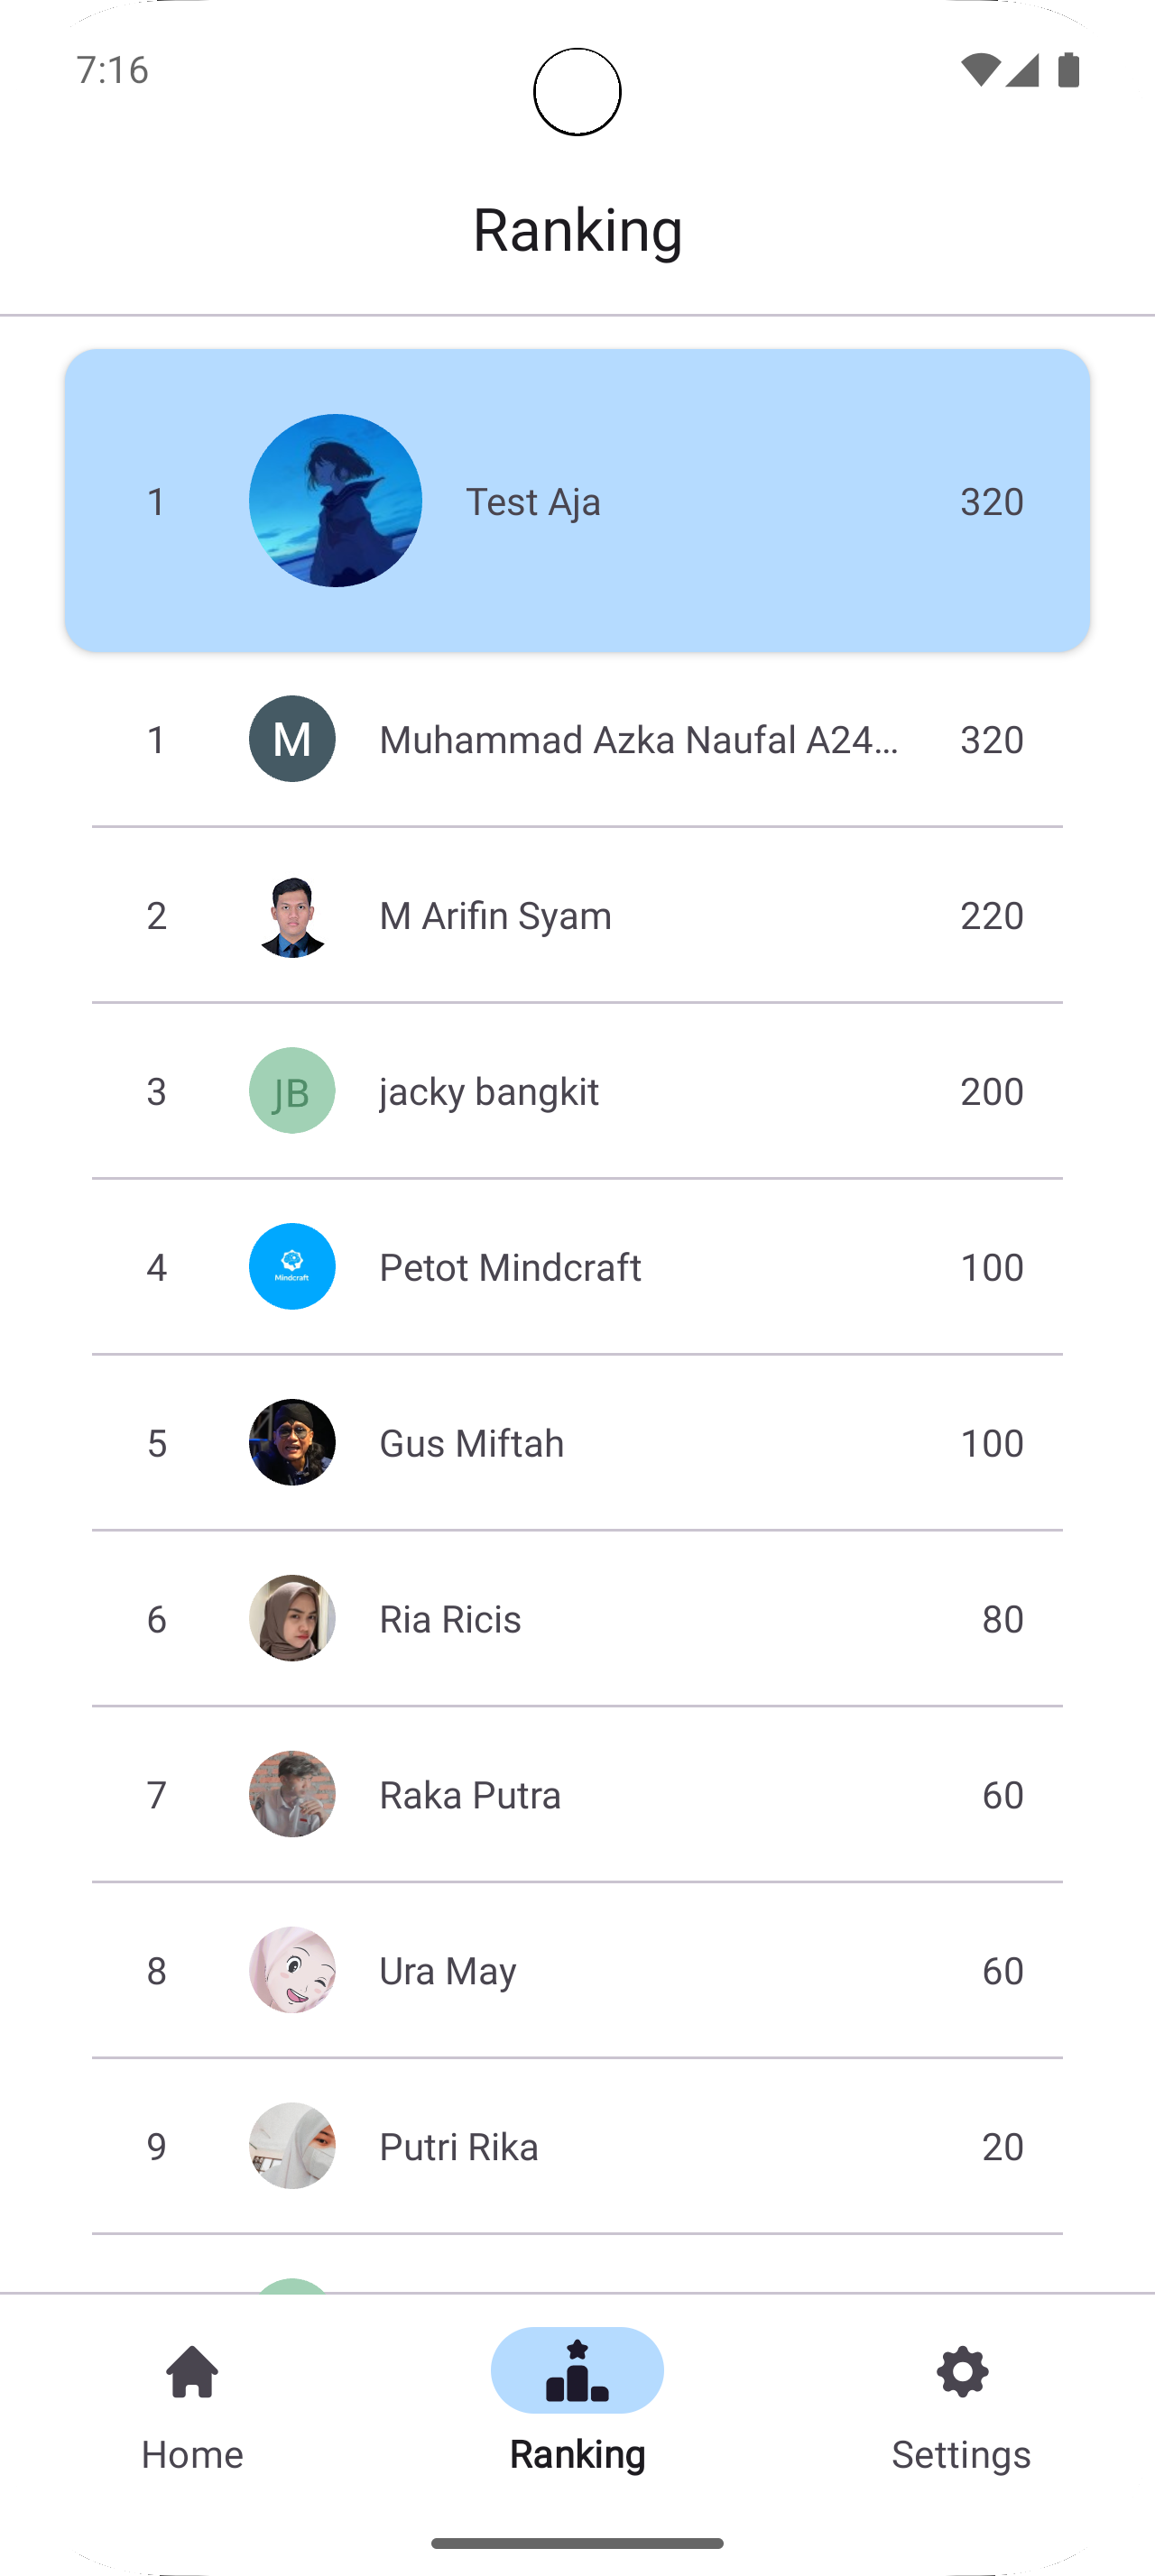 7:16
Ranking
1 Test Aja 320
1 M Muhammad Azka Naufal A24... 320
2 M Arifin Syam 220
3 JB jacky bangkit 200
4 Mindcraft Petot Mindcraft 100
5 Gus Miftah 100
6 Ria Ricis 80
7 Raka Putra 60
8 Ura May 60
9 Putri Rika 20
Home Ranking Settings